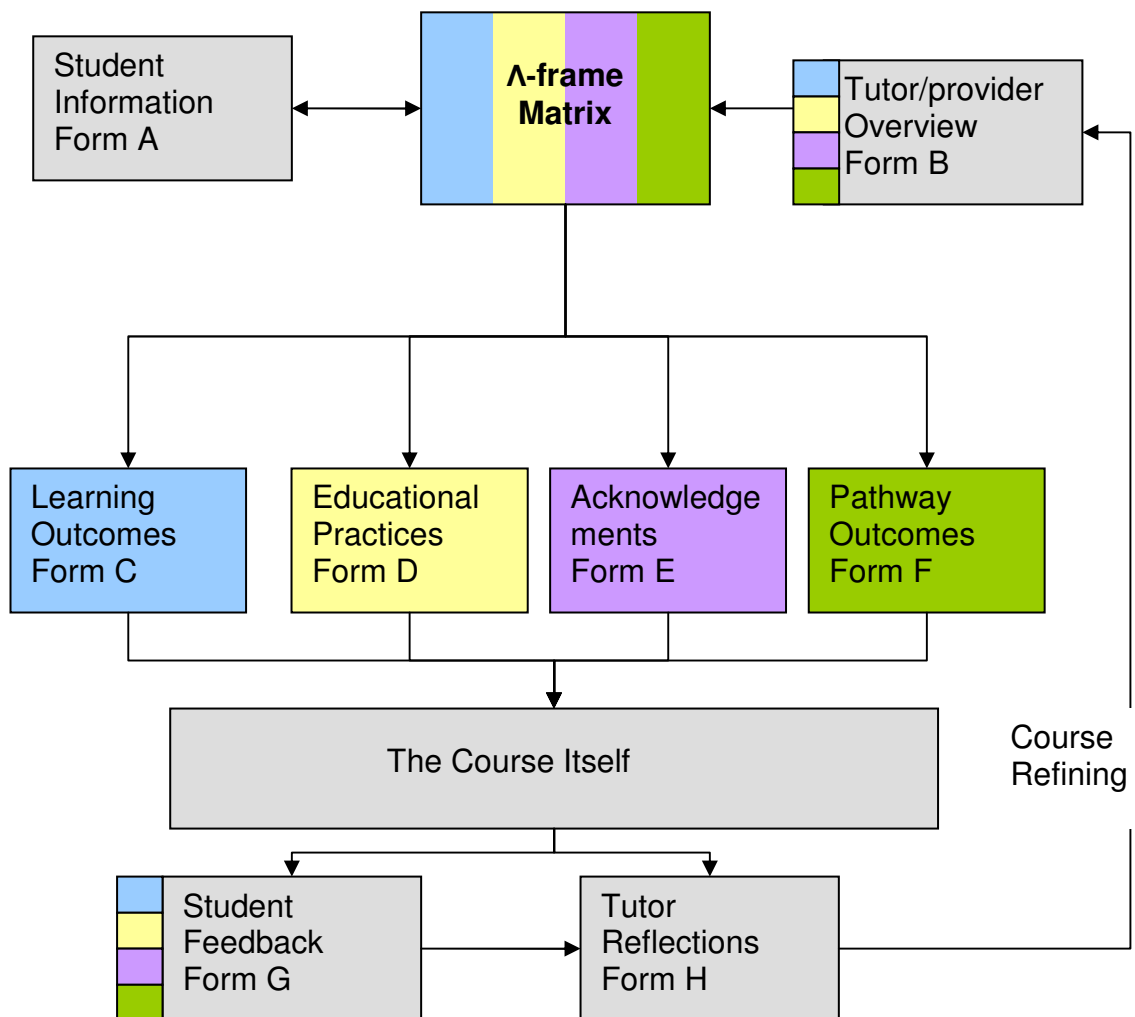 Student
Information
Form A
Λ-frame
Matrix
Tutor/provider
Overview
Form B
Learning
Outcomes
Form C
Educational
Practices
Form D
Acknowledge
ments
Form E
Pathway
Outcomes
Form F
The Course Itself
Course
Refining
Student
Feedback
Form G
Tutor
Reflections
Form H